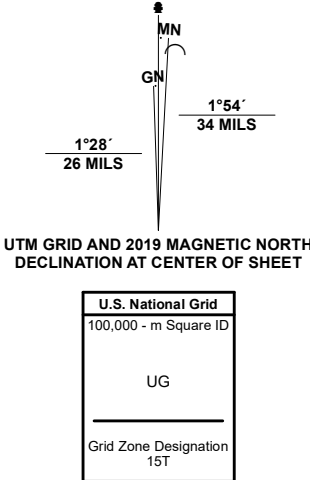 MN
GN
1°54´
34 MILS
1°28´
26 MILS
UTM GRID AND 2019 MAGNETIC NORTH
DECLINATION AT CENTER OF SHEET
U.S. National Grid
100,000 - m Square ID
UG
Grid Zone Designation
15T